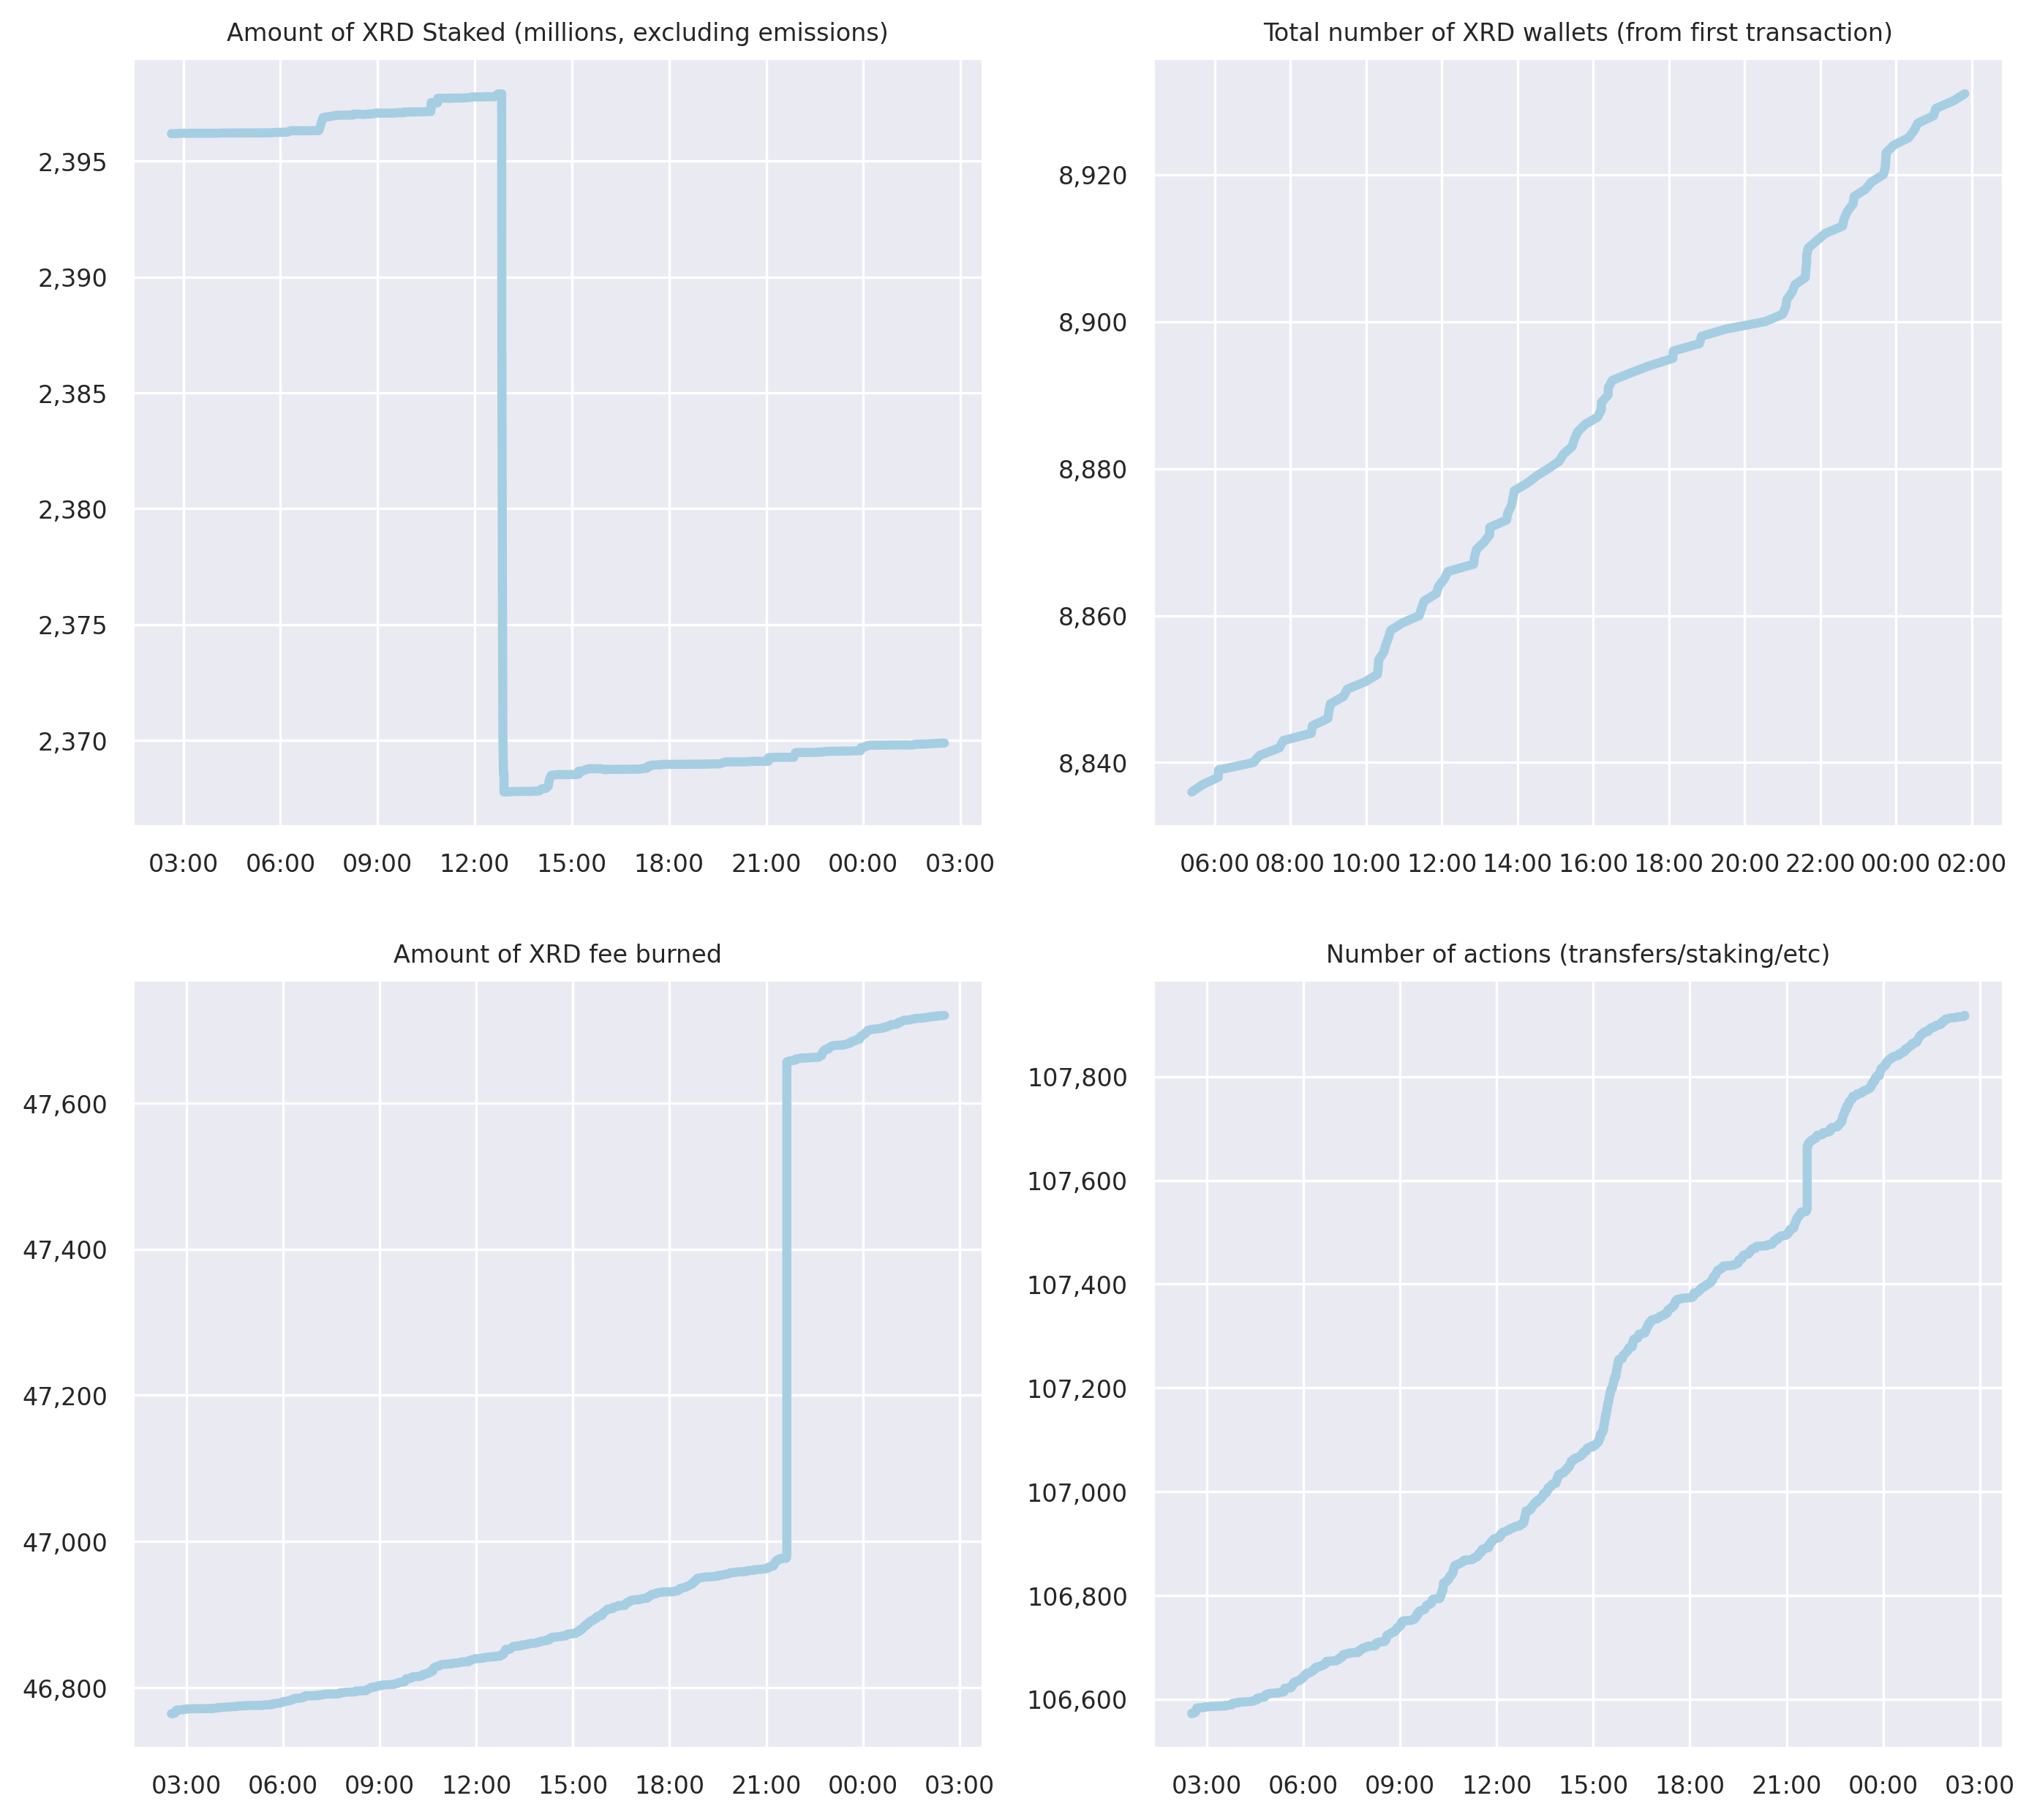 Amount of XRD Staked (millions, excluding emissions)
2,395
2,390
2,385
2,380
2,375
2,370
03:00 06:00 09:00 12:00 15:00 18:00 21:00 00:00 03:00
Total number of XRD wallets (from first transaction)
8,920
8,900
8,880
8,860
8,840
06:00 08:00 10:00 12:00 14:00 16:00 18:00 20:00 22:00 00:00 02:00
Amount of XRD fee burned
47,600
47,400
47,200
47,000
46,800
03:00 06:00 09:00 12:00 15:00 18:00 21:00 00:00 03:00
Number of actions (transfers/staking/etc)
107,800
107,600
107,400
107,200
107,000
106,800
106,600
03:00 06:00 09:00 12:00 15:00 18:00 21:00 00:00 03:00